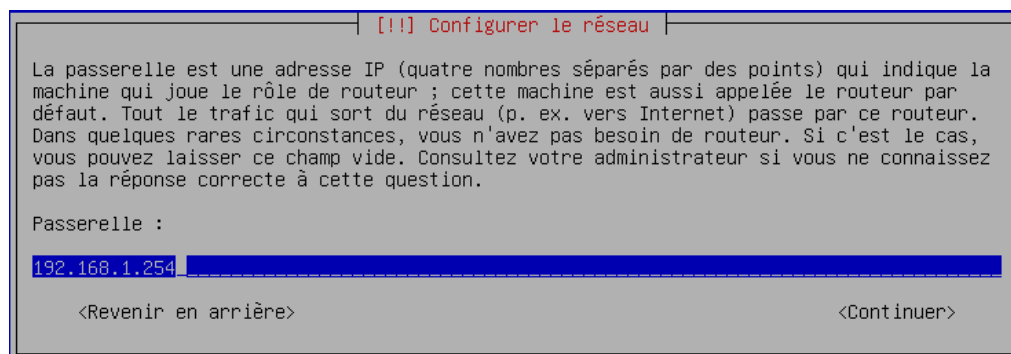 [!!] Configurer le réseau
La passerelle est une adresse IP (quatre nombres séparés par des points) qui indique la
machine qui joue le rôle de routeur ; cette machine est aussi appelée le routeur par
défaut. Tout le trafic qui sort du réseau (p. ex. vers Internet) passe par ce routeur.
Dans quelques rares circonstances, vous n'avez pas besoin de routeur. Si c'est le cas,
vous pouvez laisser ce champ vide. Consultez votre administrateur si vous ne connaissez
pas la réponse correcte à cette question.
Passerelle :
192.168.1.254
<Revenir en arrière> <Continuer>